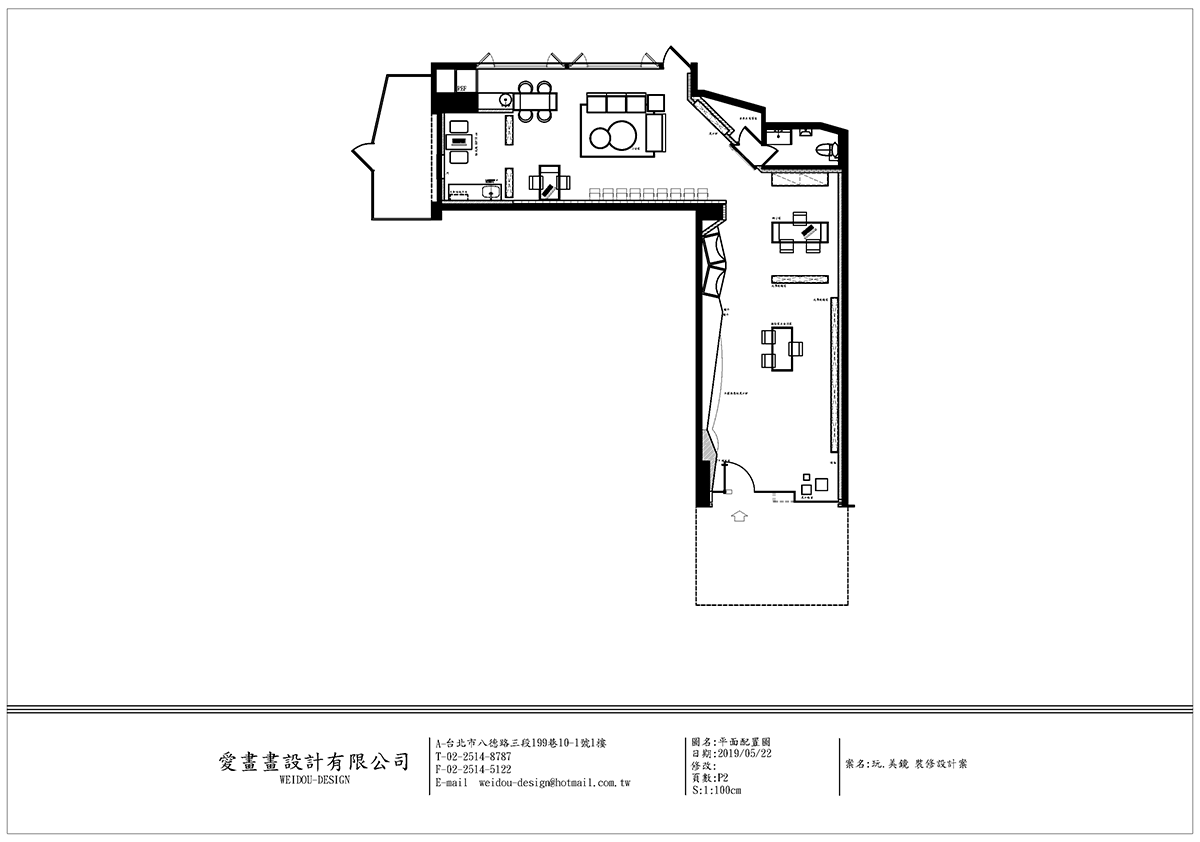 REF
愛畫畫設計有限公司
WEIDOU-DESIGN
A-台北市八德路三段199巷10-1號1樓
T-02-2514-8787
F-02-2514-5122
E-mail weidou-design@hotmail.com.tw
圖名:平面配置圖
日期:2019/05/22
修改:
頁數:P2
S:1:100cm
案名:玩.美鏡 裝修設計案